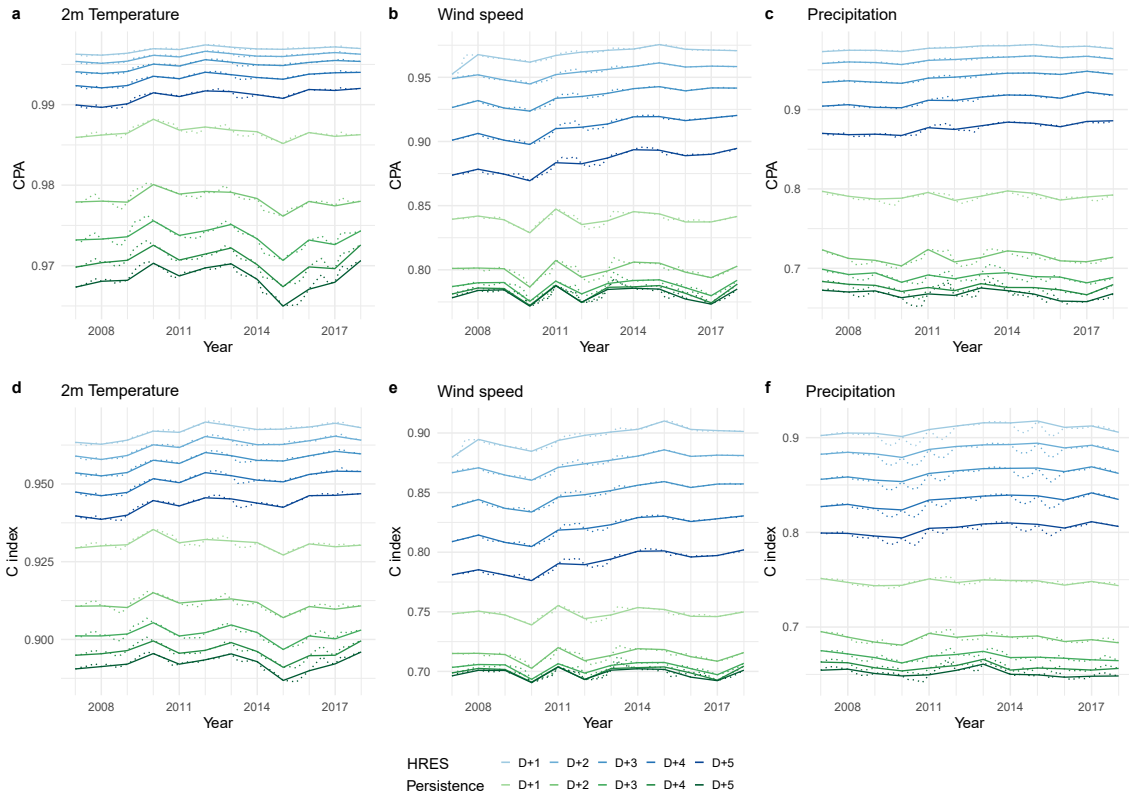 a 2m Temperature
b Wind speed
c Precipitation
CPA
0.99
0.98
0.97
2008 2011 2014 2017
Year
CPA
0.95
0.90
0.85
0.80
2008 2011 2014 2017
Year
CPA
0.9
0.8
0.7
2008 2011 2014 2017
Year
d 2m Temperature
e Wind speed
f Precipitation
C index
0.950
0.925
0.900
2008 2011 2014 2017
Year
C index
0.90
0.85
0.80
0.75
0.70
2008 2011 2014 2017
Year
C index
0.9
0.8
0.7
2008 2011 2014 2017
Year
HRES D+1 D+2 D+3 D+4 D+5
Persistence D+1 D+2 D+3 D+4 D+5